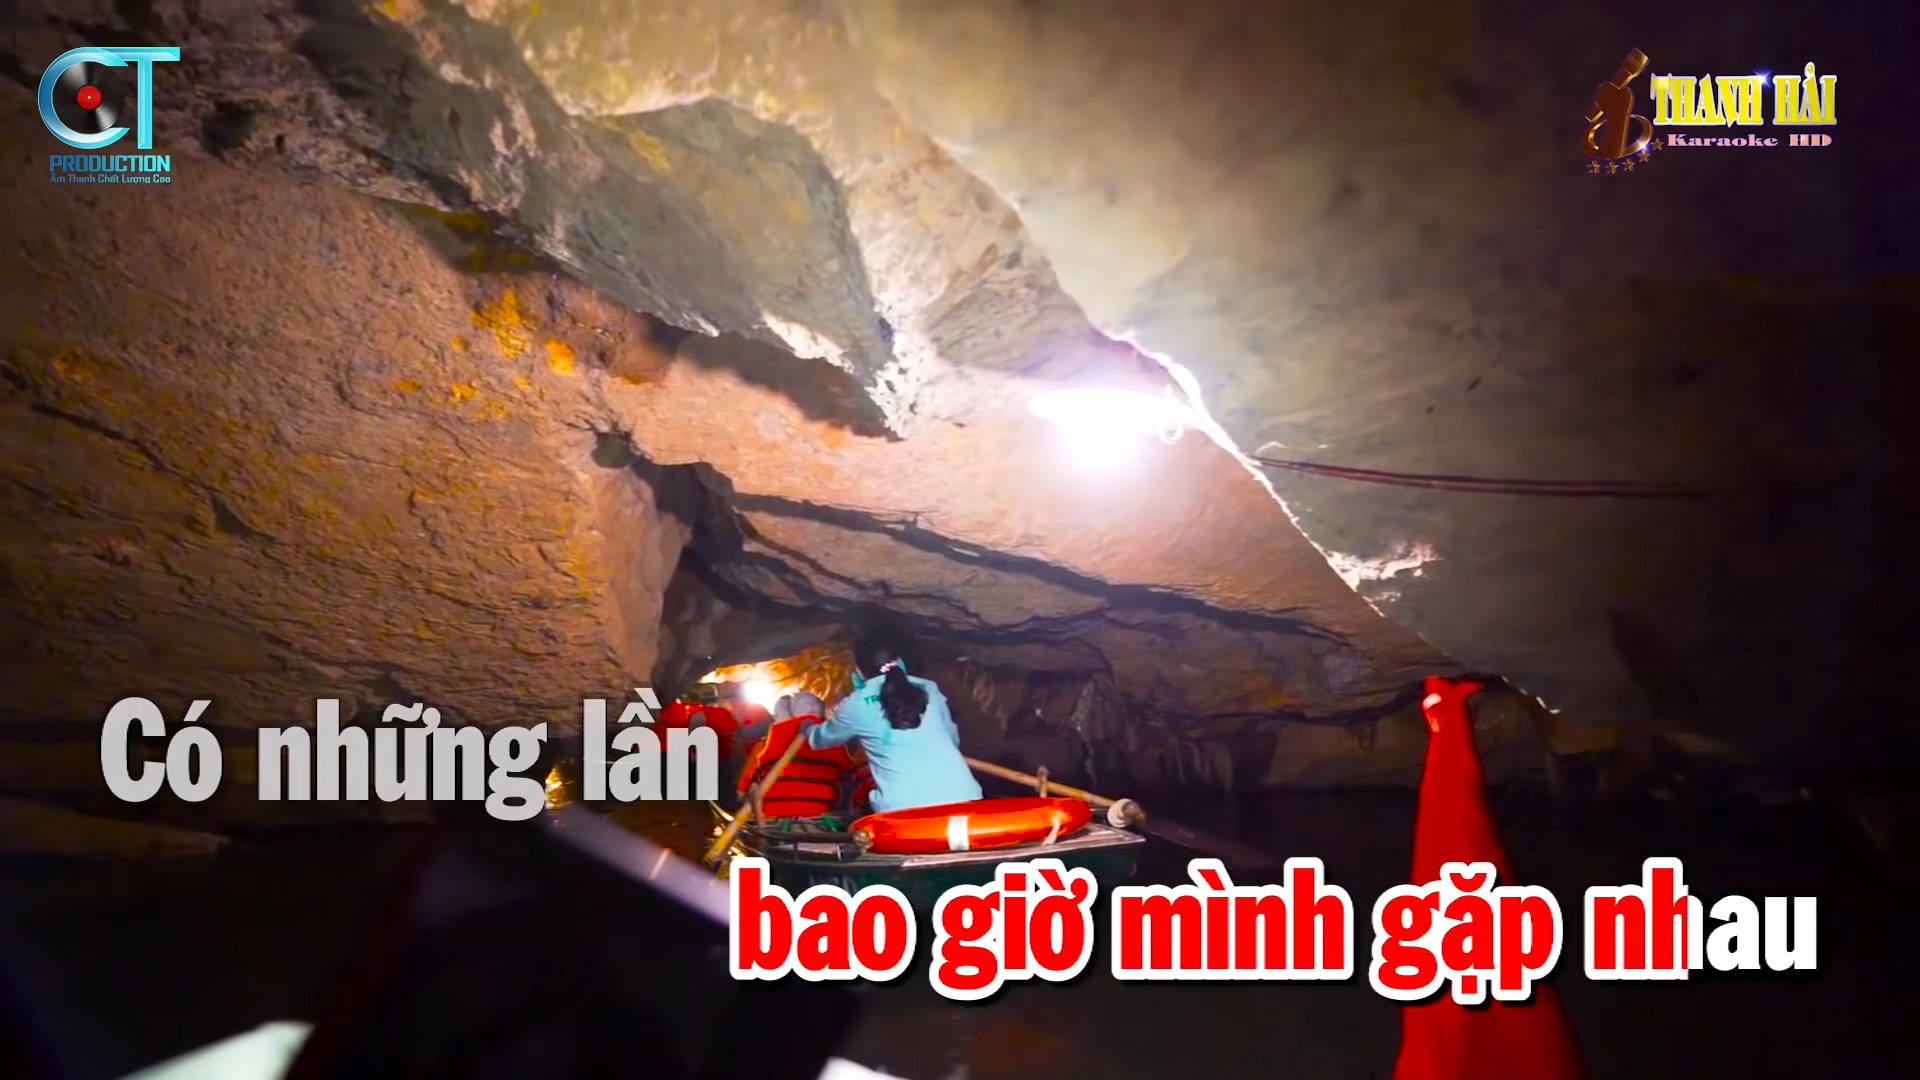 CT
PRODUCTION
Âm Thanh Chất Lượng Cao
THANH HẢI
Karaoke HD
Có những lần
bao giờ mình gặp nhau